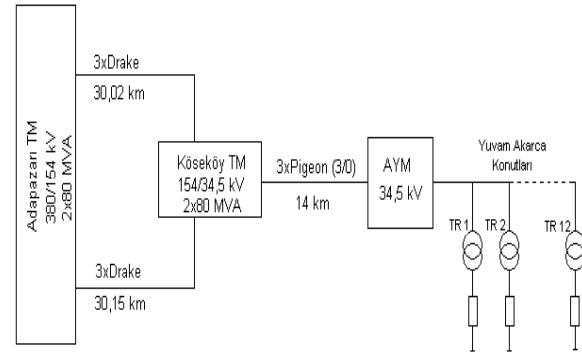 Adapazarı TM
380/154 kV
2x80 MVA
3xDrake
30,02 km
3xDrake
30,15 km
Köseköy TM
154/34,5 kV
2x80 MVA
3xPigeon (3/0)
14 km
AYM
34,5 kV
Yuvam Akarca
Konutları
TR 1
TR 2
TR 12